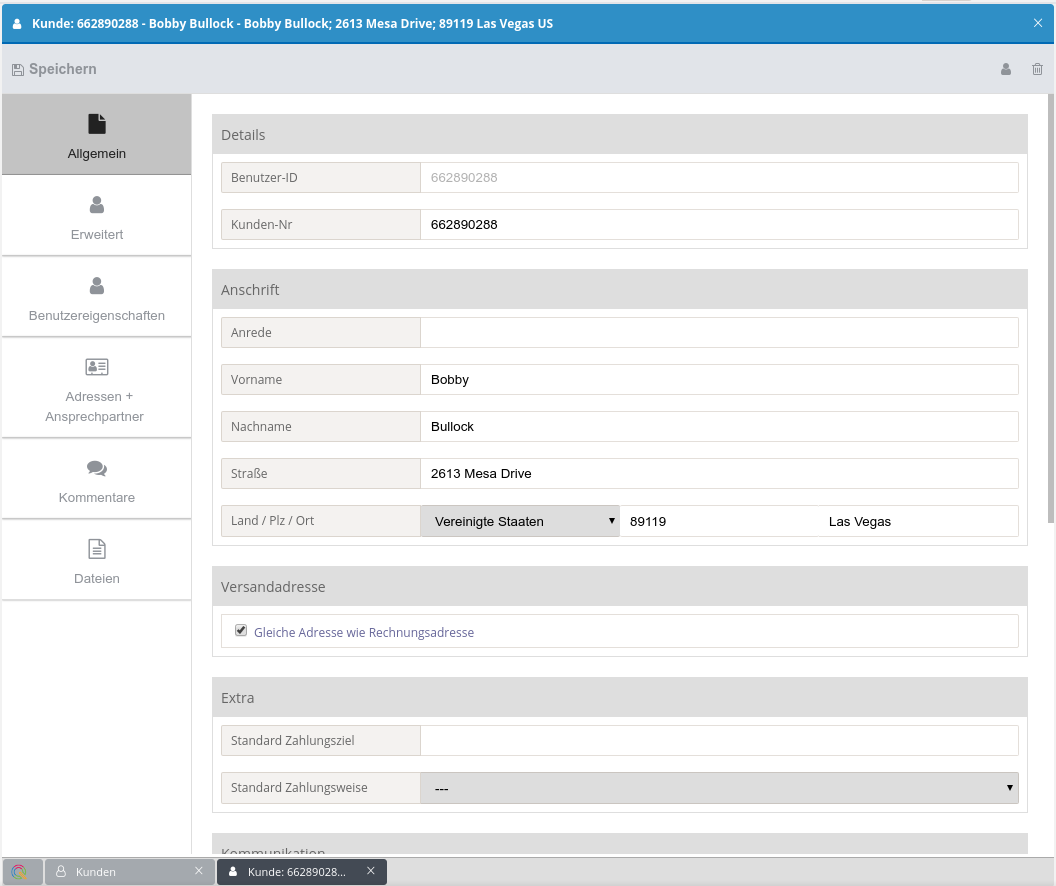 Kunde: 662890288 - Bobby Bullock - Bobby Bullock; 2613 Mesa Drive; 89119 Las Vegas US
Speichern
Allgemein
Erweitert
Benutzereigenschaften
Adressen +
Ansprechpartner
Kommentare
Dateien
Details
Benutzer-ID 662890288
Kunden-Nr 662890288
Anschrift
Anrede
Vorname Bobby
Nachname Bullock
Straße 2613 Mesa Drive
Land / Plz / Ort Vereinigte Staaten 89119 Las Vegas
Versandadresse
Gleiche Adresse wie Rechnungsadresse
Extra
Standard Zahlungsziel
Standard Zahlungsweise ---
Kommunikation
Kunden
Kunde: 66289028...